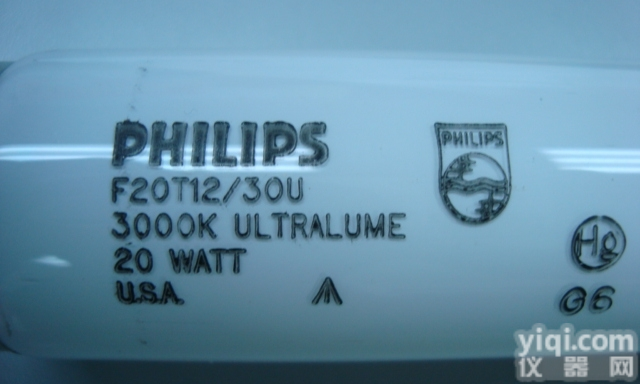 PHILIPS
F20T12/30U
3000K ULTRALUME
20 WATT
U.S.A.
PHILIPS
Hg
G6
yiqi.com
仪器网